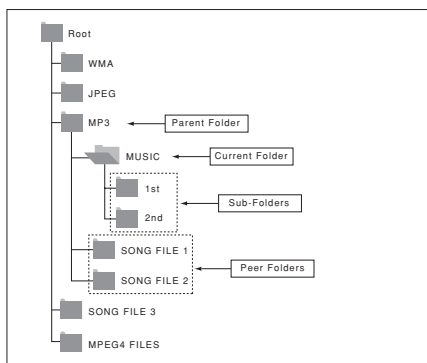 Root
WMA
JPEG
MP3
Parent Folder
MUSIC
Current Folder
1st
Sub-Folders
2nd
SONG FILE 1
Peer Folders
SONG FILE 2
SONG FILE 3
MPEG4 FILES